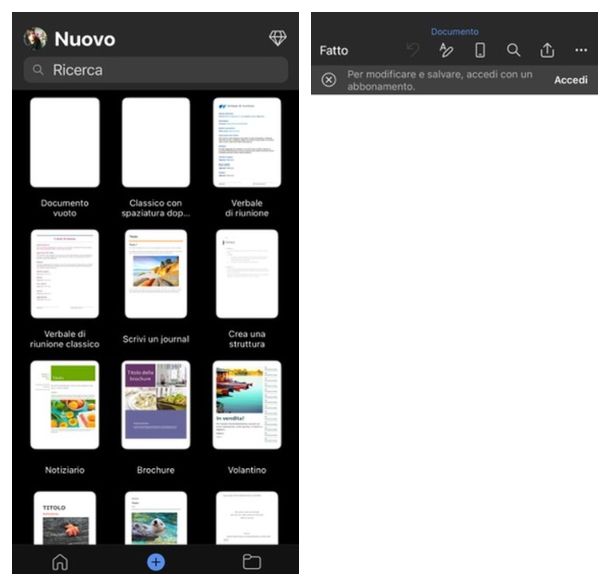 Nuovo
Ricerca
Documento
vuoto
Classico con
spaziatura dop...
Verbale
di riunione
Verbale di
riunione classico
Titolo
Scrivi un journal
Crea una
struttura
Titolo
Notiziario
Titolo della
brochure
Brochure
In vendita!
Volantino
TITOLO
Documento
Fatto
Per modificare e salvare, accedi con un
abbonamento.
Accedi